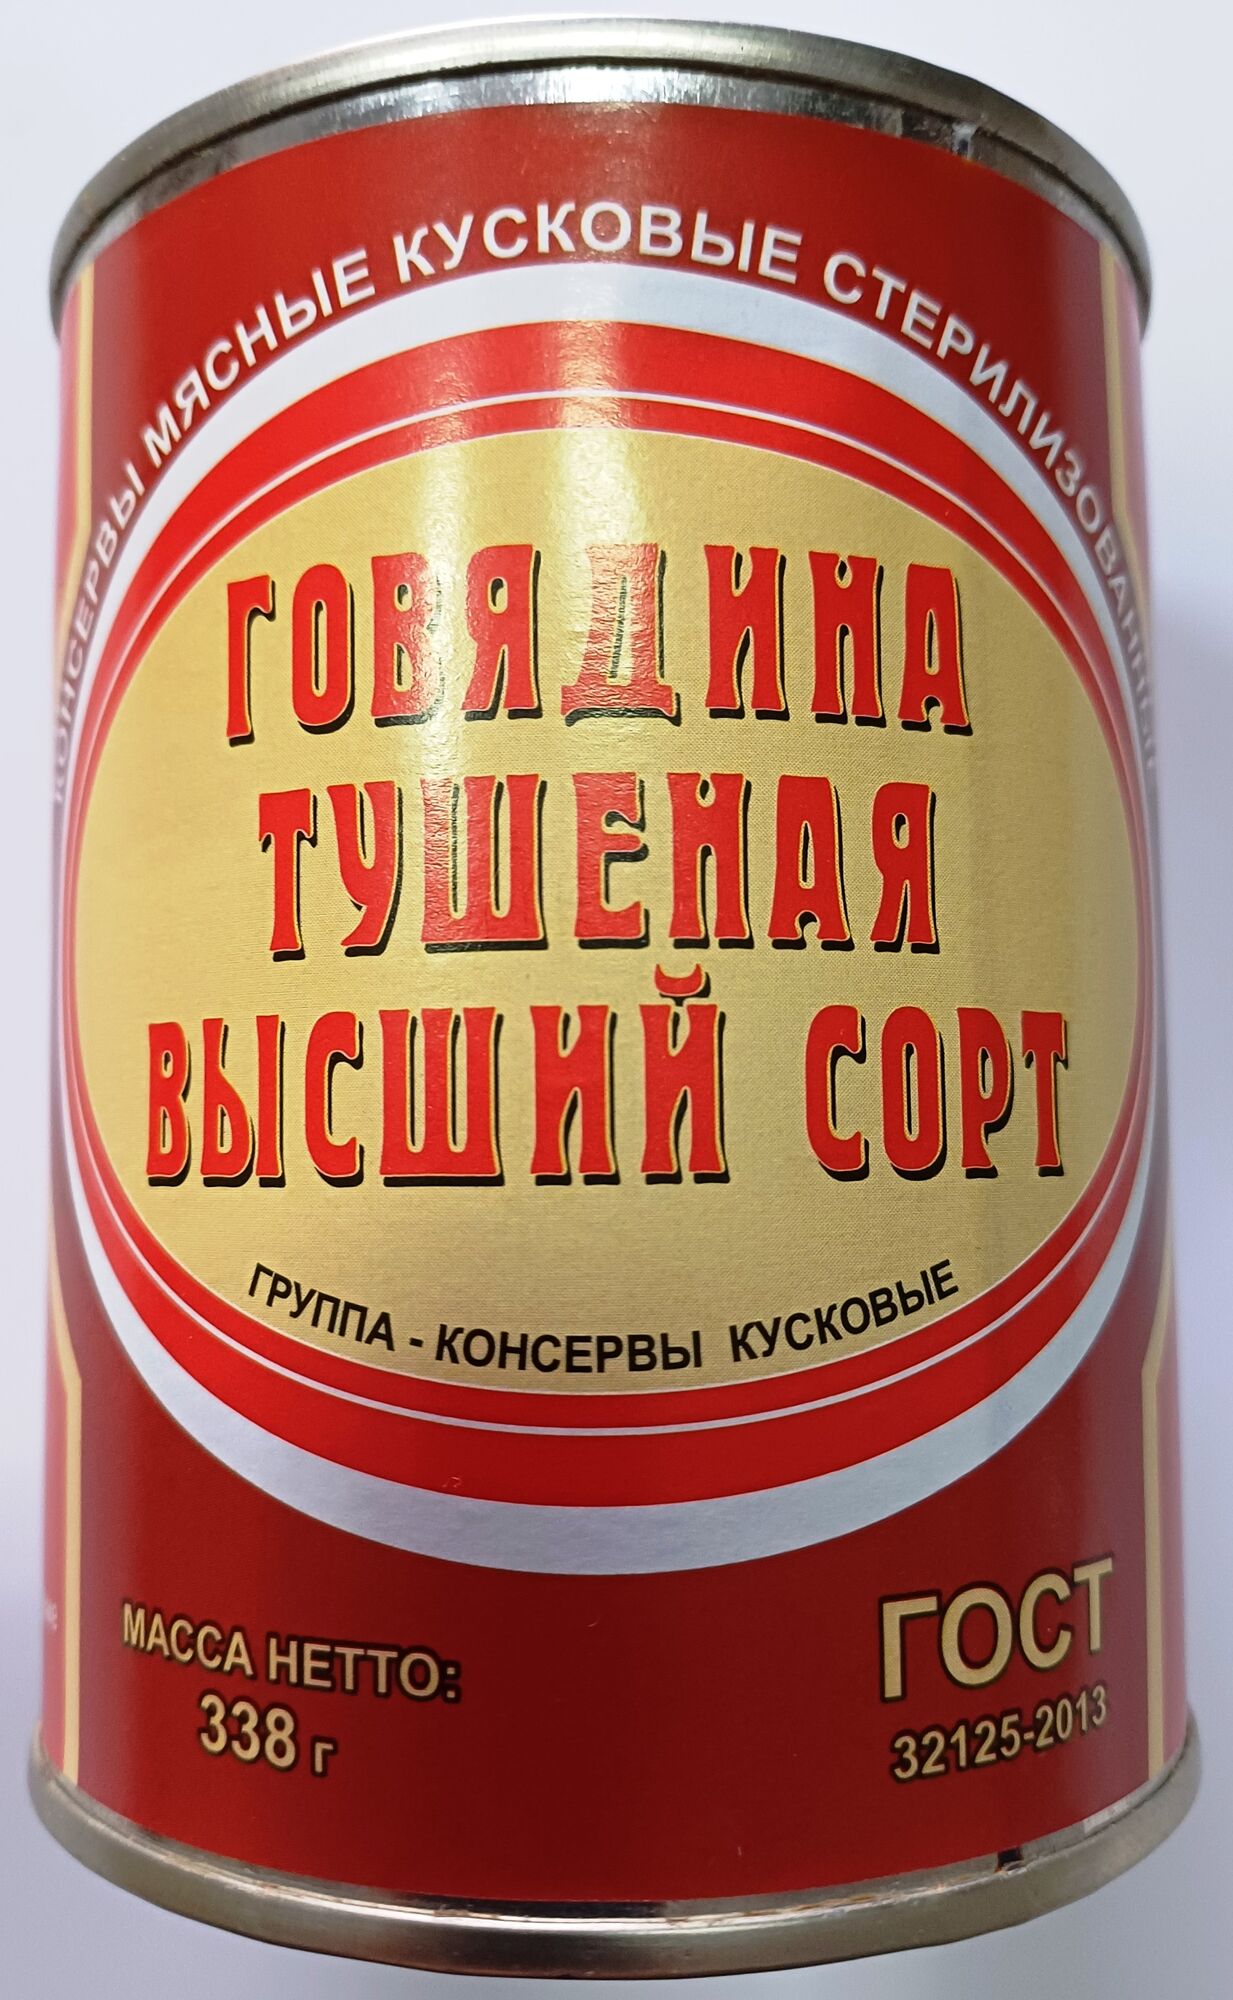 КОНСЕРВЫ МЯСНЫЕ КУСКОВЫЕ СТЕРИЛИЗОВАННЫЕ
ГОВЯДИНА
ТУШЕНАЯ
ВЫСШИЙ СОРТ
ГРУППА - КОНСЕРВЫ КУСКОВЫЕ
МАССА НЕТТО:
338 г
ГОСТ
32125-2013